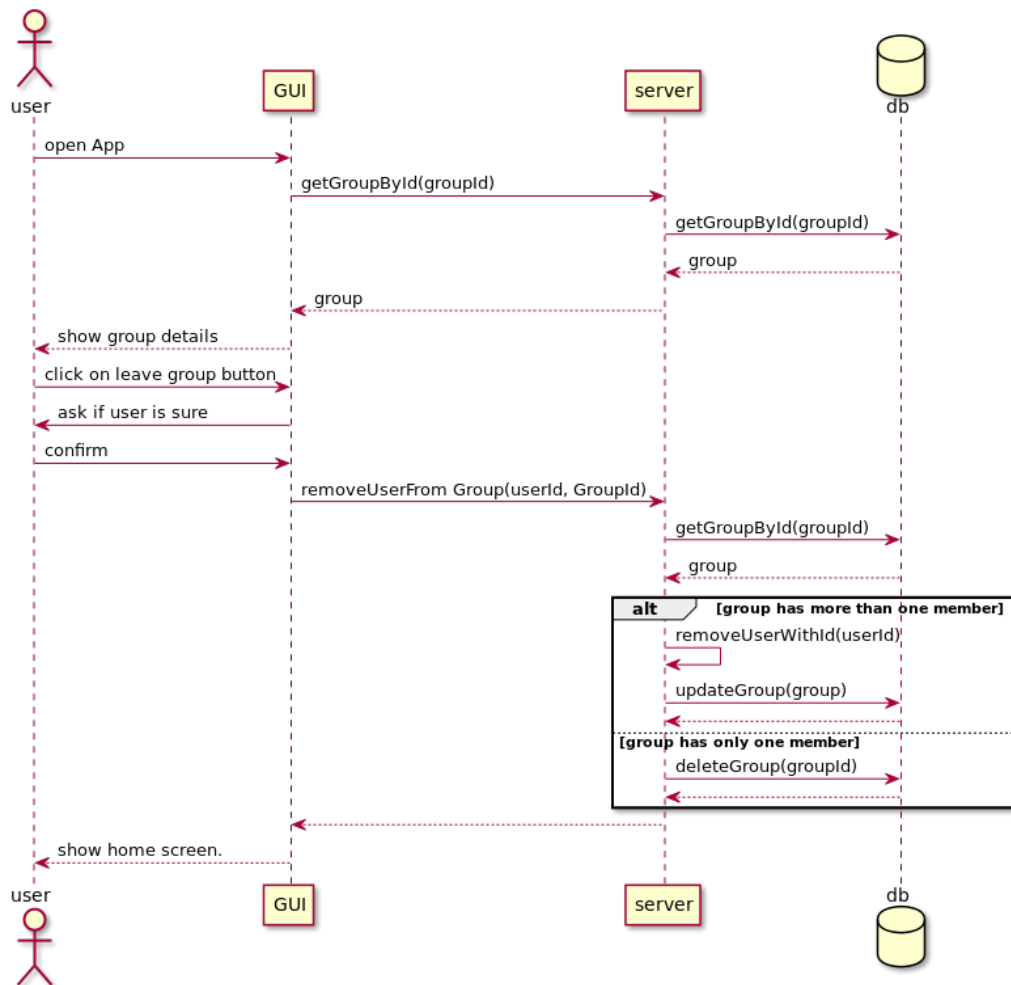 user
GUI
server
db
open App
getGroupById(groupId)
getGroupById(groupId)
group
group
show group details
click on leave group button
ask if user is sure
confirm
removeUserFrom Group(userId, GroupId)
getGroupById(groupId)
group
alt [group has more than one member]
removeUserWithId(userId)
updateGroup(group)
[group has only one member]
deleteGroup(groupId)
show home screen.
user
GUI
server
db